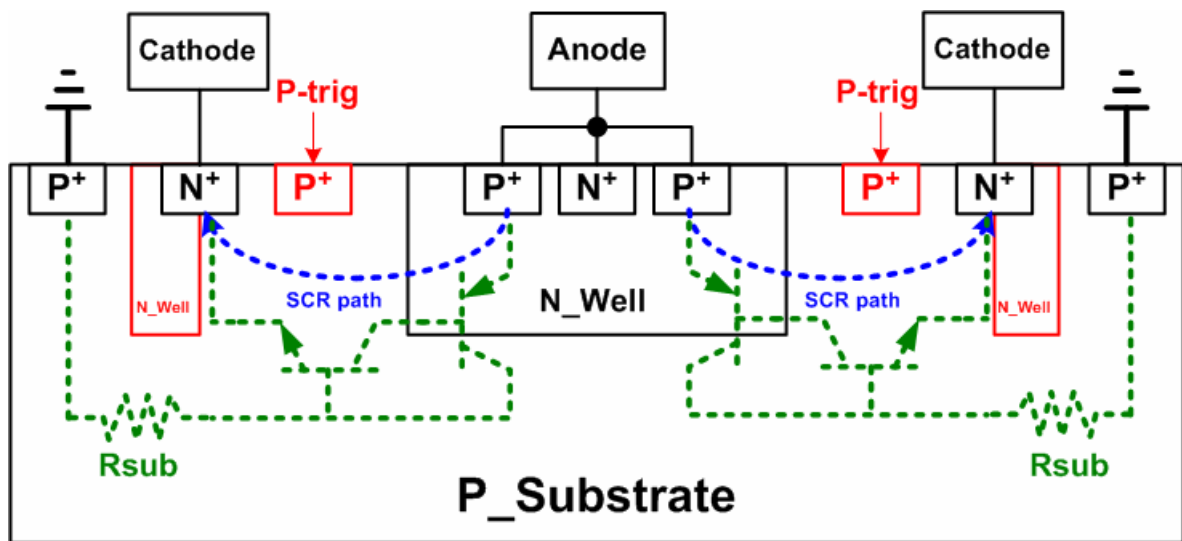 Cathode
Anode
Cathode
P-trig
P-trig
P+
N+
P+
P+
N+
P+
P+
N+
P+
SCR path
SCR path
N_Well
N_Well
N_Well
Rsub
Rsub
P_Substrate